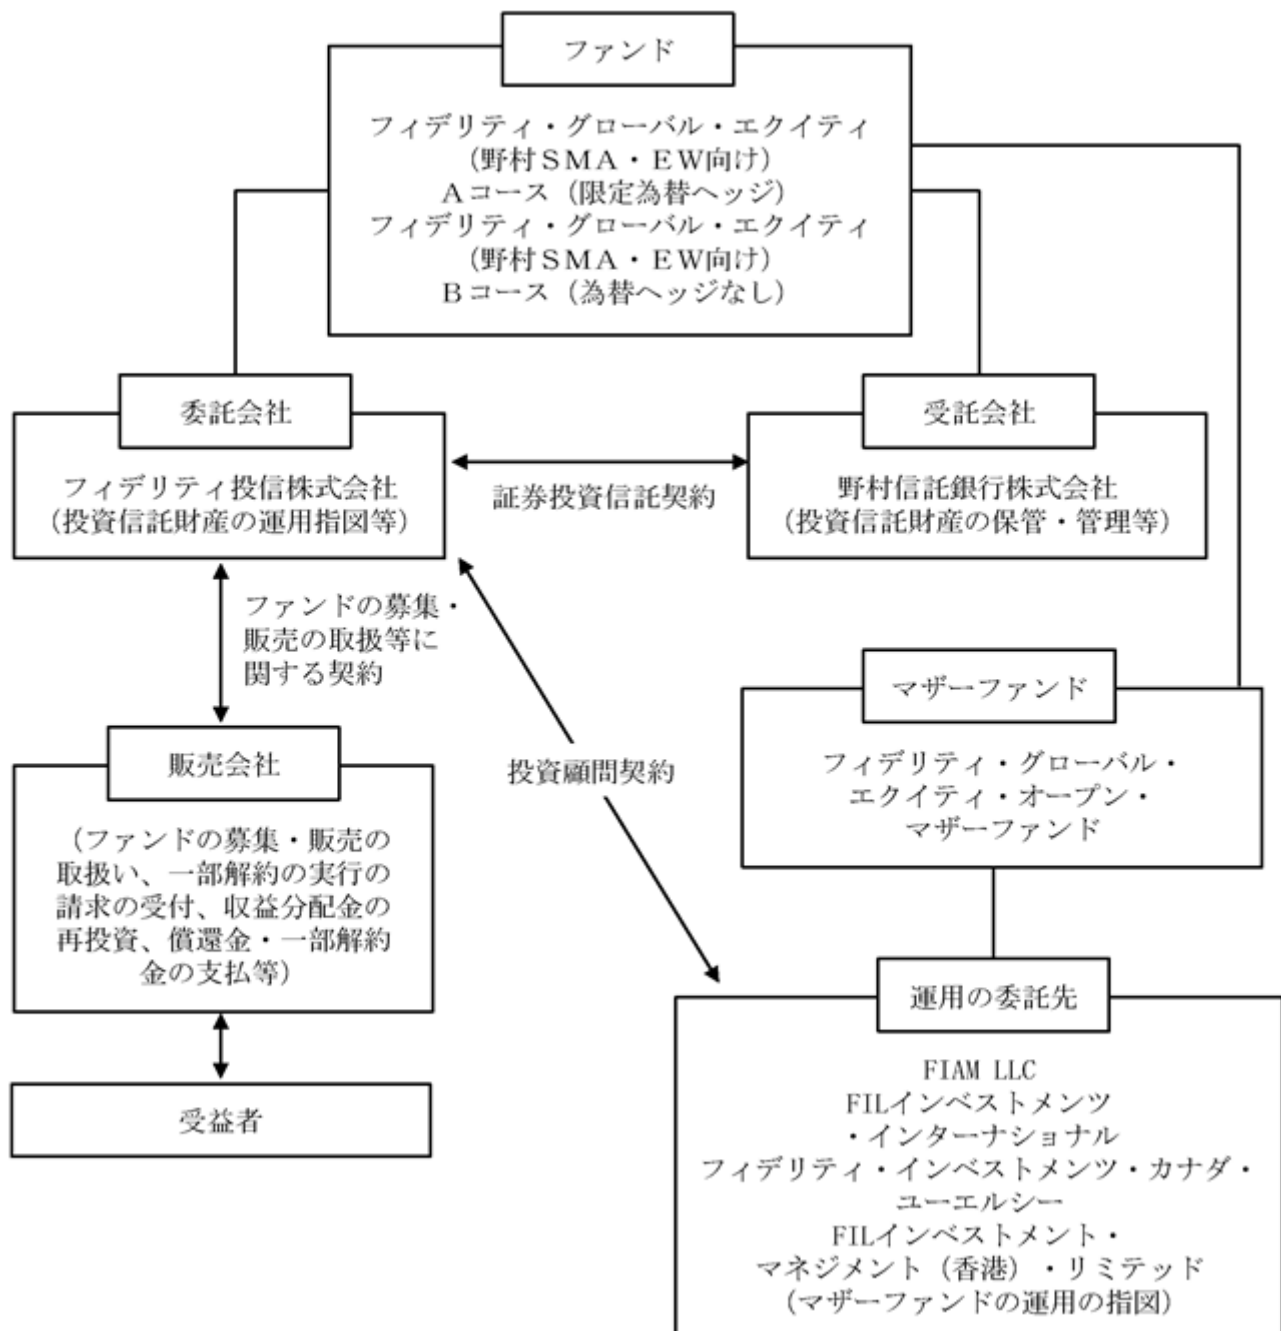 ファンド
フィデリティ・グローバル・エクイティ
（野村ＳＭＡ・ＥＷ向け）
Ａコース（限定為替ヘッジ）
フィデリティ・グローバル・エクイティ
（野村ＳＭＡ・ＥＷ向け）
Ｂコース（為替ヘッジなし）
委託会社
フィデリティ投信株式会社
（投資信託財産の運用指図等）
証券投資信託契約
受託会社
野村信託銀行株式会社
（投資信託財産の保管・管理等）
ファンドの募集・
販売の取扱等に
関する契約
投資顧問契約
マザーファンド
フィデリティ・グローバル・
エクイティ・オープン・
マザーファンド
販売会社
（ファンドの募集・販売の
取扱い、一部解約の実行の
請求の受付、収益分配金の
再投資、償還金・一部解約
金の支払等）
受益者
運用の委託先
FIAM LLC
FILインベストメンツ
・インターナショナル
フィデリティ・インベストメンツ・カナダ・
ユーエルシー
FILインベストメント・
マネジメント（香港）・リミテッド
（マザーファンドの運用の指図）